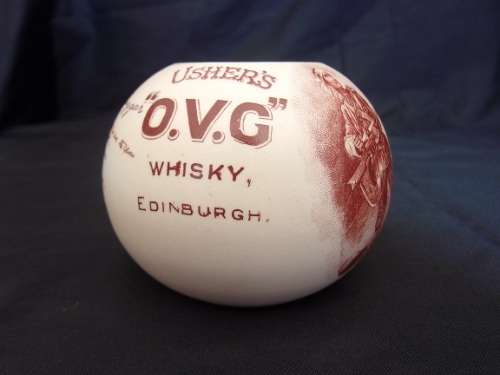 USHER'S
"O.V.G"
WHISKY,
EDINBURGH.